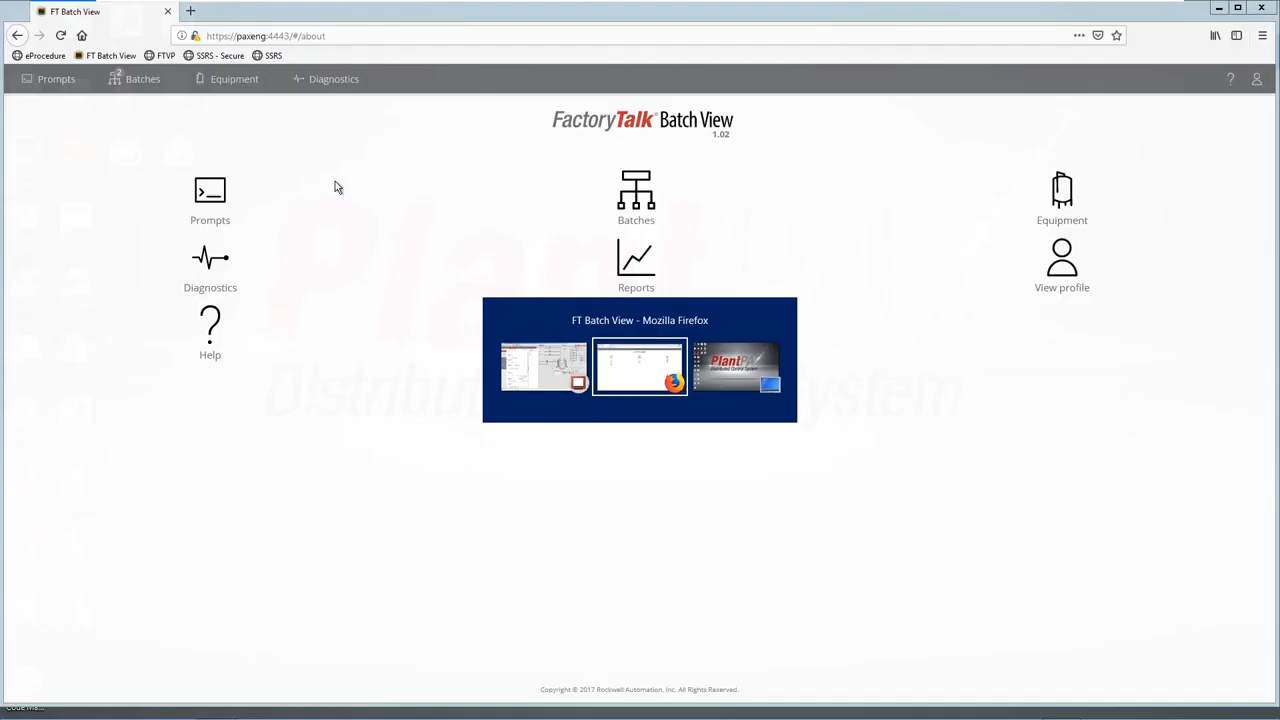 FT Batch View
https://paxeng:4443/#/about
eProcedure FT Batch View FTVP SSRS - Secure SSRS
Prompts 2 Batches Equipment Diagnostics
FactoryTalk® Batch View
1.02
Prompts Batches Equipment
Diagnostics Reports View profile
Help
FT Batch View - Mozilla Firefox
PlantPA
Copyright © 2017 Rockwell Automation, Inc. All Rights Reserved.